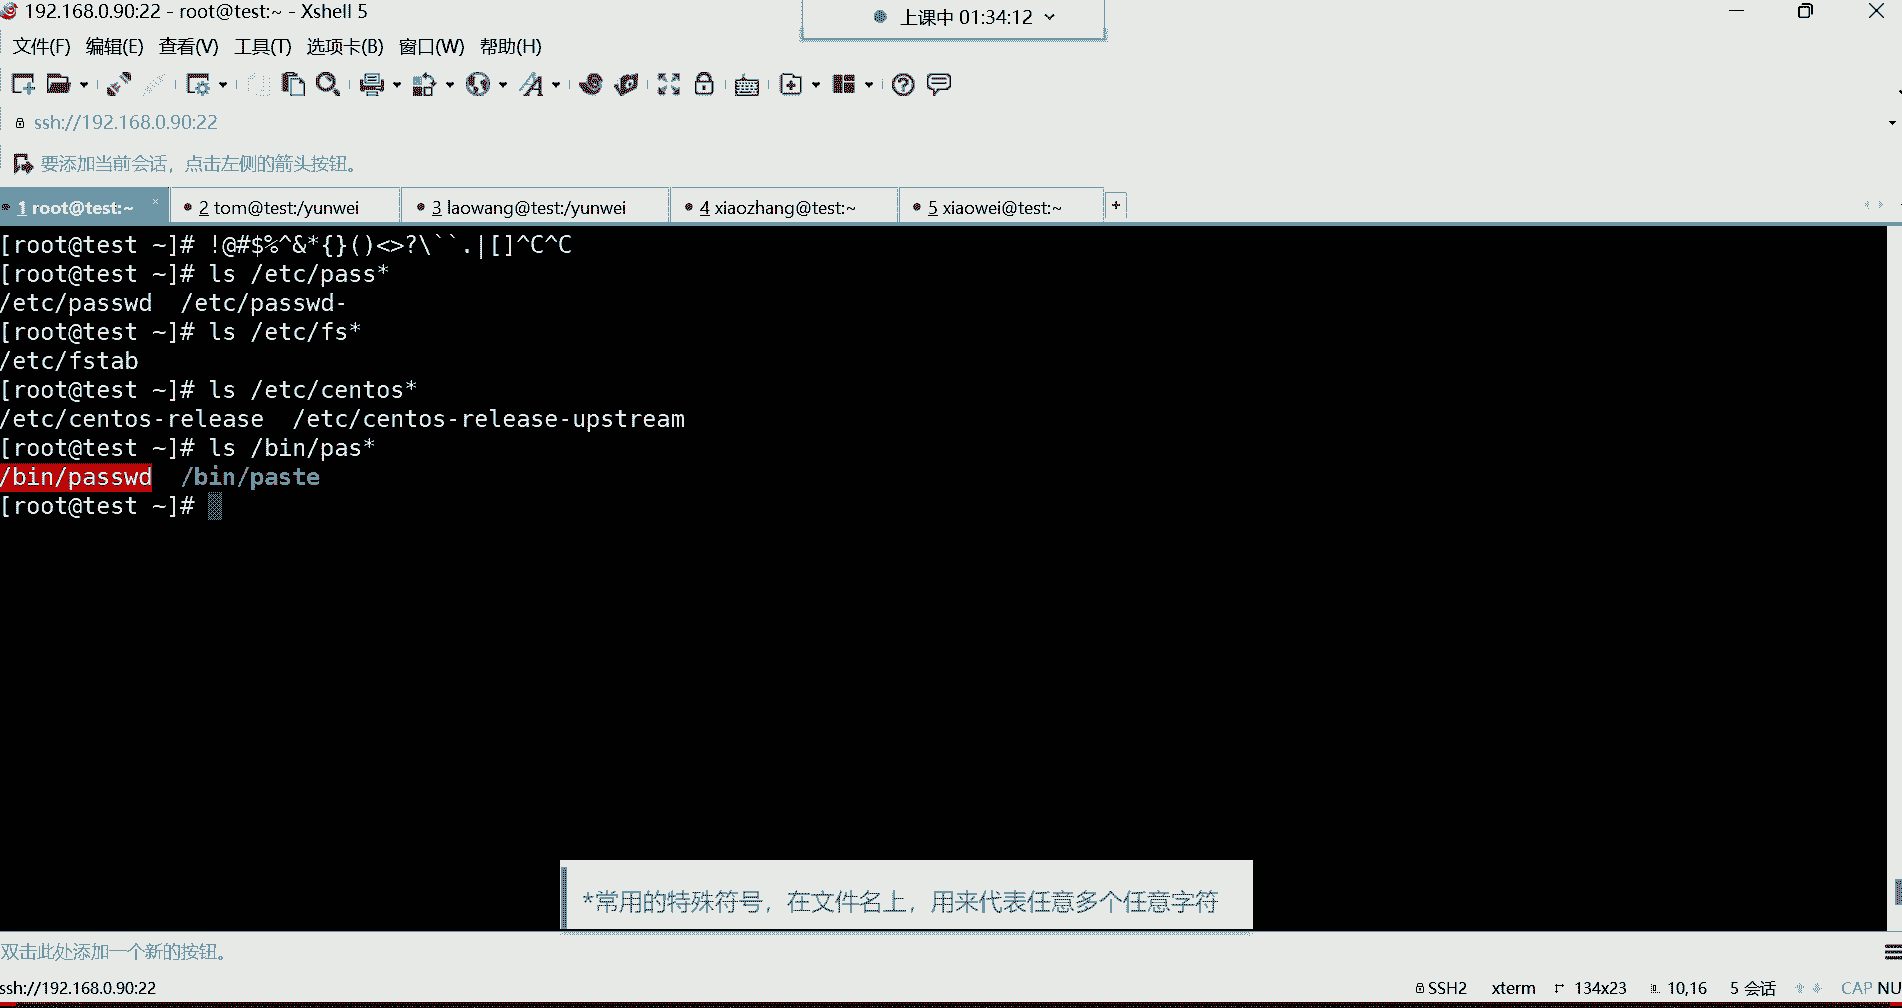 192.168.0.90:22 - root@test:~ - Xshell 5
上课中 01:34:12
文件(F) 编辑(E) 查看(V) 工具(T) 选项卡(B) 窗口(W) 帮助(H)
ssh://192.168.0.90:22
要添加当前会话，点击左侧的箭头按钮。
1 root@test:~ × 2 tom@test:/yunwei 3 laowang@test:/yunwei 4 xiaozhang@test:~ 5 xiaowei@test:~ +
[root@test ~]# !@#$%^&*{}()<>?\``.|[]^C^C
[root@test ~]# ls /etc/pass*
/etc/passwd  /etc/passwd-
[root@test ~]# ls /etc/fs*
/etc/fstab
[root@test ~]# ls /etc/centos*
/etc/centos-release  /etc/centos-release-upstream
[root@test ~]# ls /bin/pas*
/bin/passwd  /bin/paste
[root@test ~]#
*常用的特殊符号，在文件名上，用来代表任意多个任意字符
双击此处添加一个新的按钮。
ssh://192.168.0.90:22 SSH2 xterm 134x23 10,16 5 会话 CAP NU